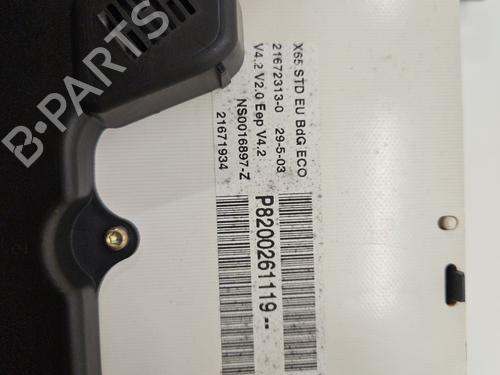 X65 STD EU BdG ECO
21672313-0 29-5-03
V4.2 V2.0 Eep V4.2
NS0016897-Z
21671934
P8200261119--
B-PARTS